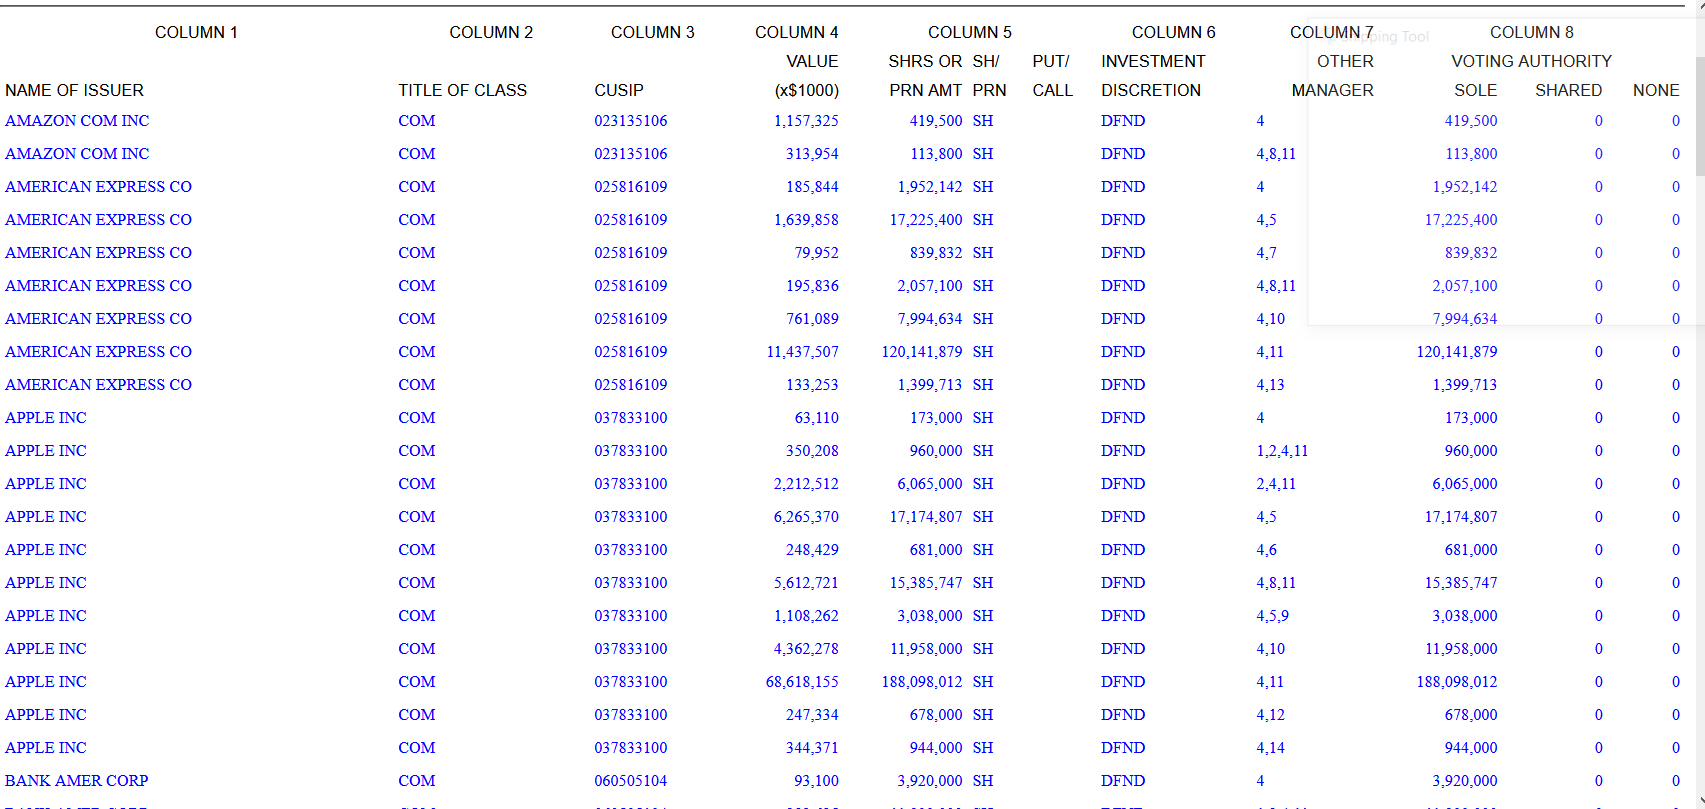 COLUMN 1 COLUMN 2 COLUMN 3 COLUMN 4 COLUMN 5 COLUMN 6 COLUMN 7 COLUMN 8
VALUE SHRS OR SH/ PUT/ INVESTMENT OTHER VOTING AUTHORITY
NAME OF ISSUER TITLE OF CLASS CUSIP (x$1000) PRN AMT PRN CALL DISCRETION MANAGER SOLE SHARED NONE
AMAZON COM INC COM 023135106 1,157,325 419,500 SH DFND 4 419,500 0 0
AMAZON COM INC COM 023135106 313,954 113,800 SH DFND 4,8,11 113,800 0 0
AMERICAN EXPRESS CO COM 025816109 185,844 1,952,142 SH DFND 4 1,952,142 0 0
AMERICAN EXPRESS CO COM 025816109 1,639,858 17,225,400 SH DFND 4,5 17,225,400 0 0
AMERICAN EXPRESS CO COM 025816109 79,952 839,832 SH DFND 4,7 839,832 0 0
AMERICAN EXPRESS CO COM 025816109 195,836 2,057,100 SH DFND 4,8,11 2,057,100 0 0
AMERICAN EXPRESS CO COM 025816109 761,089 7,994,634 SH DFND 4,10 7,994,634 0 0
AMERICAN EXPRESS CO COM 025816109 11,437,507 120,141,879 SH DFND 4,11 120,141,879 0 0
AMERICAN EXPRESS CO COM 025816109 133,253 1,399,713 SH DFND 4,13 1,399,713 0 0
APPLE INC COM 037833100 63,110 173,000 SH DFND 4 173,000 0 0
APPLE INC COM 037833100 350,208 960,000 SH DFND 1,2,4,11 960,000 0 0
APPLE INC COM 037833100 2,212,512 6,065,000 SH DFND 2,4,11 6,065,000 0 0
APPLE INC COM 037833100 6,265,370 17,174,807 SH DFND 4,5 17,174,807 0 0
APPLE INC COM 037833100 248,429 681,000 SH DFND 4,6 681,000 0 0
APPLE INC COM 037833100 5,612,721 15,385,747 SH DFND 4,8,11 15,385,747 0 0
APPLE INC COM 037833100 1,108,262 3,038,000 SH DFND 4,5,9 3,038,000 0 0
APPLE INC COM 037833100 4,362,278 11,958,000 SH DFND 4,10 11,958,000 0 0
APPLE INC COM 037833100 68,618,155 188,098,012 SH DFND 4,11 188,098,012 0 0
APPLE INC COM 037833100 247,334 678,000 SH DFND 4,12 678,000 0 0
APPLE INC COM 037833100 344,371 944,000 SH DFND 4,14 944,000 0 0
BANK AMER CORP COM 060505104 93,100 3,920,000 SH DFND 4 3,920,000 0 0